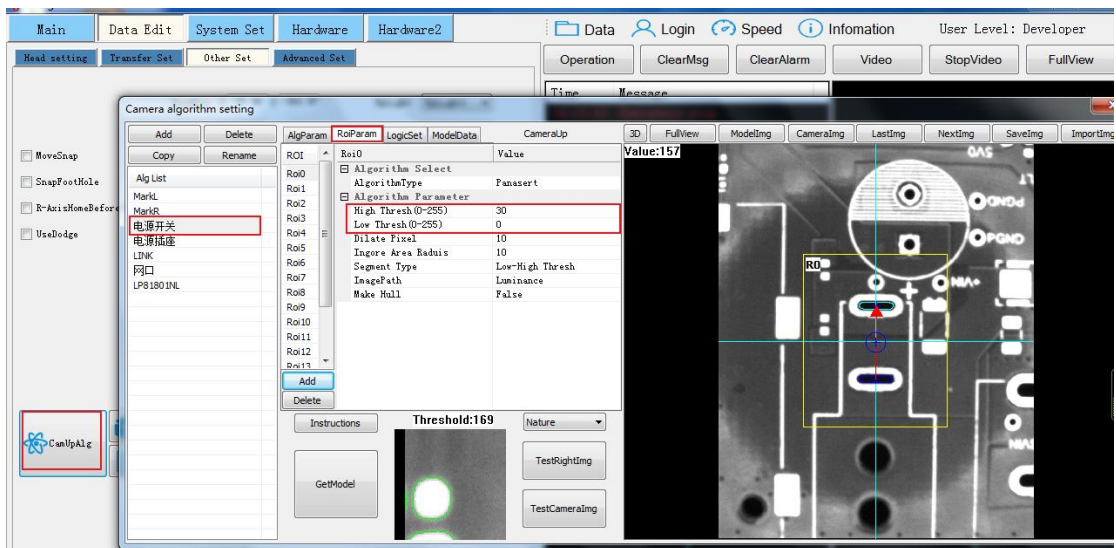 Main Data Edit System Set Hardware Hardware2 Data Login Speed Infomation User Level: Developer
Head setting Transfer Set Other Set Advanced Set Operation ClearMsg ClearAlarm Video StopVideo FullView
Time Message
Camera algorithm setting
Add Delete AlgParam RoiParam LogicSet ModelData CameraUp 3D FullView ModelImg CameraImg LastImg NextImg SaveImg ImportImg
Copy Rename ROI Roi0 Value Value:157
MoveSnap
SnapFootHole
R-AxisHomeBefore
UseDodge
Alg List
MarkL
MarkR
电源开关
电源插座
LINK
网口
LP81801NL
Roi0
Roi1
Roi2
Roi3
Roi4
Roi5
Roi6
Roi7
Roi8
Roi9
Roi10
Roi11
Roi12
Roi13
Algorithm Select
AlgorithmType Panasert
Algorithm Parameter
High Thresh(0-255) 30
Low Thresh(0-255) 0
Dilate Pixel 10
Ingore Area Raduis 10
Segment Type Low-High Thresh
ImagePath Luminance
Make Hull False
Add
Delete
R0
GND
PGND
+VIN
CamUpAlg
Instructions Threshold:169 Nature
GetModel
TestRightImg
TestCameraImg